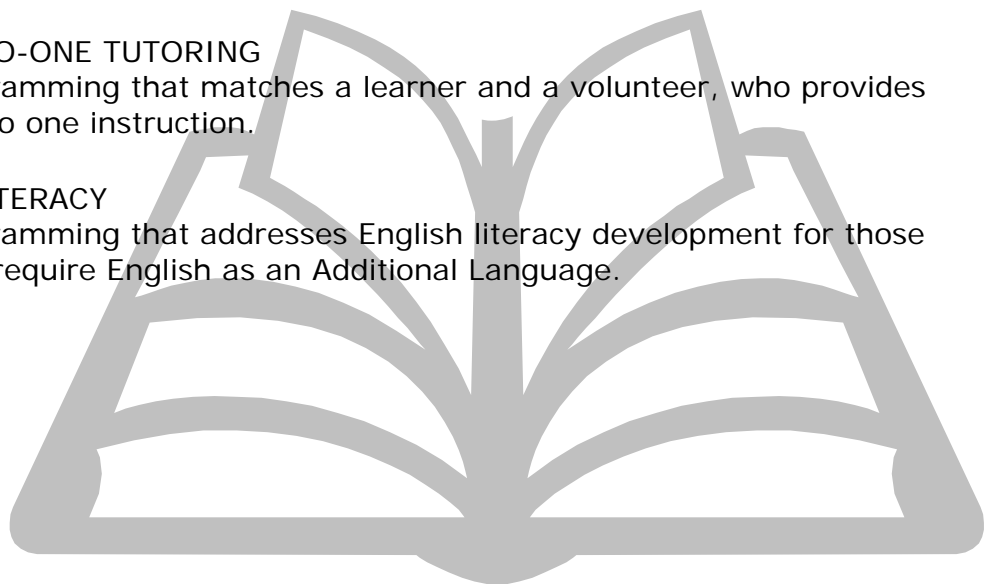 O-ONE TUTORING
amming that matches a learner and a volunteer, who provides
o one instruction.
TERACY
amming that addresses English literacy development for those
require English as an Additional Language.